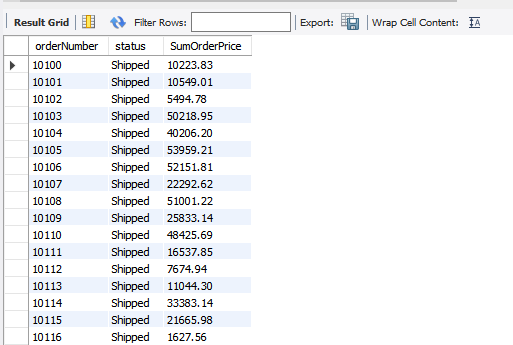 Result Grid Filter Rows: Export: Wrap Cell Content:
orderNumber status SumOrderPrice
10100 Shipped 10223.83
10101 Shipped 10549.01
10102 Shipped 5494.78
10103 Shipped 50218.95
10104 Shipped 40206.20
10105 Shipped 53959.21
10106 Shipped 52151.81
10107 Shipped 22292.62
10108 Shipped 51001.22
10109 Shipped 25833.14
10110 Shipped 48425.69
10111 Shipped 16537.85
10112 Shipped 7674.94
10113 Shipped 11044.30
10114 Shipped 33383.14
10115 Shipped 21665.98
10116 Shipped 1627.56